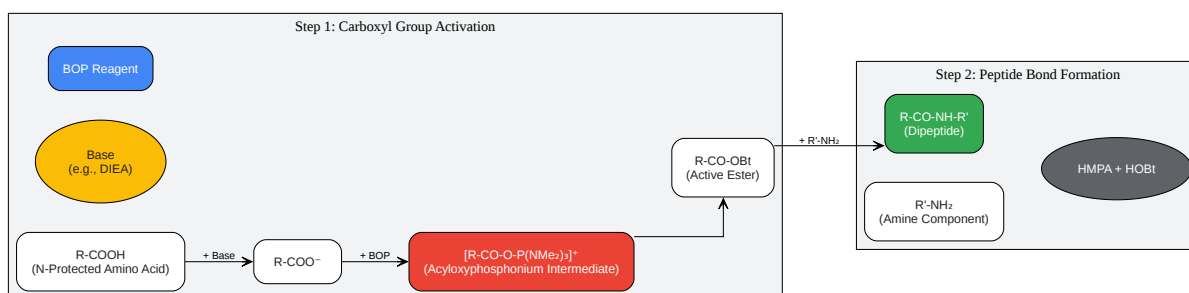 Step 1: Carboxyl Group Activation
BOP Reagent
Base
(e.g., DIEA)
R-COOH
(N-Protected Amino Acid)
+ Base
R-COO⁻
+ BOP
[R-CO-O-P(NMe₂)₃]⁺
(Acyloxyphosphonium Intermediate)
R-CO-OBt
(Active Ester)
+ R'-NH₂
Step 2: Peptide Bond Formation
R-CO-NH-R'
(Dipeptide)
HMPA + HOBt
R'-NH₂
(Amine Component)